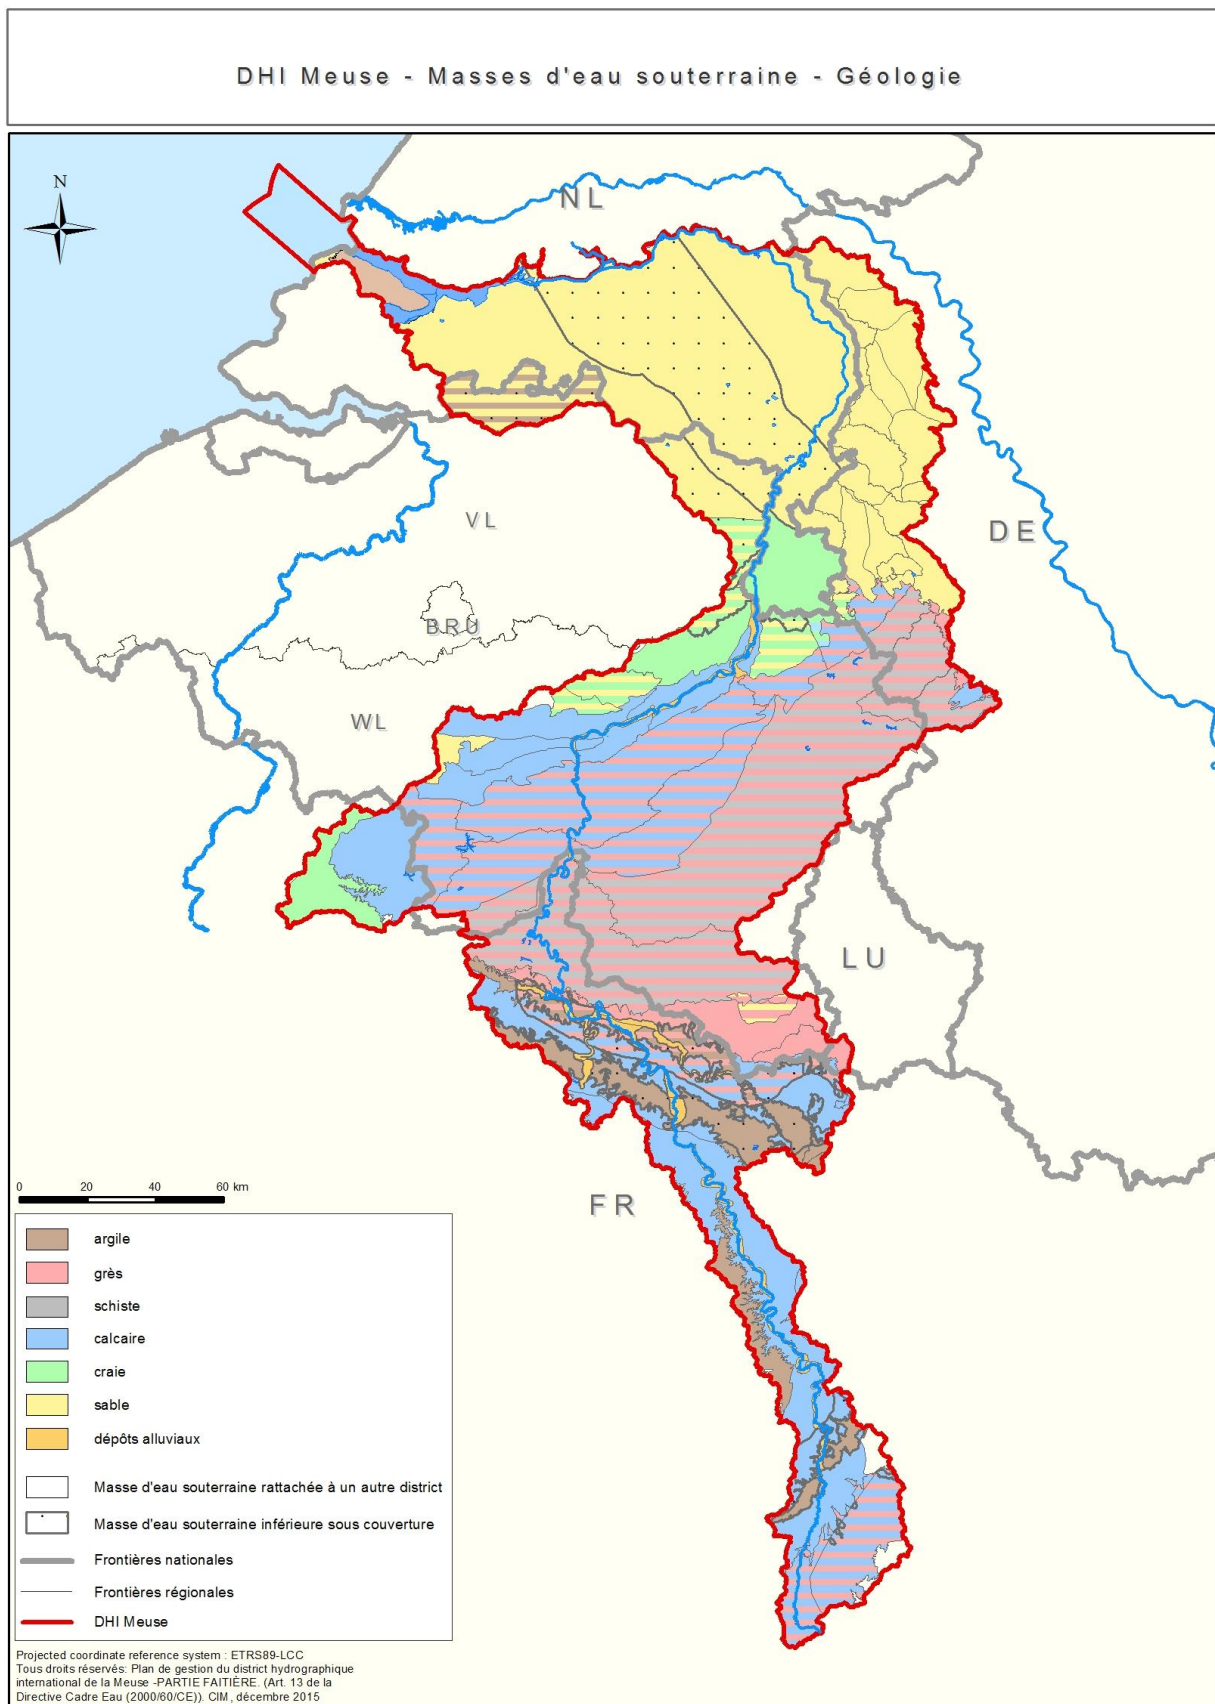 DHI Meuse - Masses d'eau souterraine - Géologie
N
NL
DE
VL
BRU
WL
LU
FR
0 20 40 60 km
argile
grès
schiste
calcaire
craie
sable
dépôts alluviaux
Masse d'eau souterraine rattachée à un autre district
Masse d'eau souterraine inférieure sous couverture
Frontières nationales
Frontières régionales
DHI Meuse
Projected coordinate reference system : ETRS89-LCC
Tous droits réservés: Plan de gestion du district hydrographique
international de la Meuse -PARTIE FAITIÈRE. (Art. 13 de la
Directive Cadre Eau (2000/60/CE)). CIM, décembre 2015